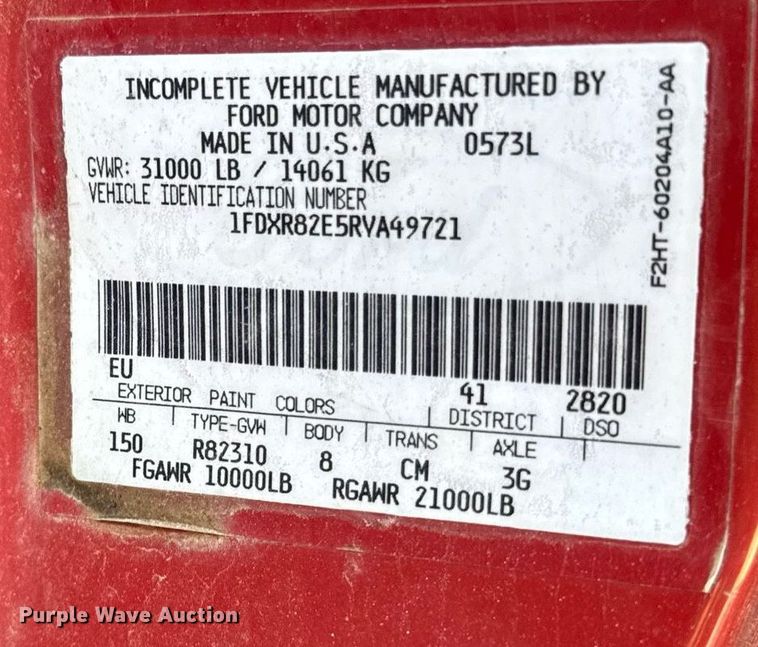 INCOMPLETE VEHICLE MANUFACTURED BY
FORD MOTOR COMPANY
MADE IN U.S.A 0573L
GVWR: 31000 LB / 14061 KG
VEHICLE IDENTIFICATION NUMBER
1FDXR82E5RVA49721
F2HT-60204A10-AA
EU 41 2820
EXTERIOR PAINT COLORS DISTRICT DSO
WB TYPE-GVW BODY TRANS AXLE
150 R82310 8 CM 3G
FGAWR 10000LB RGAWR 21000LB
Purple Wave Auction